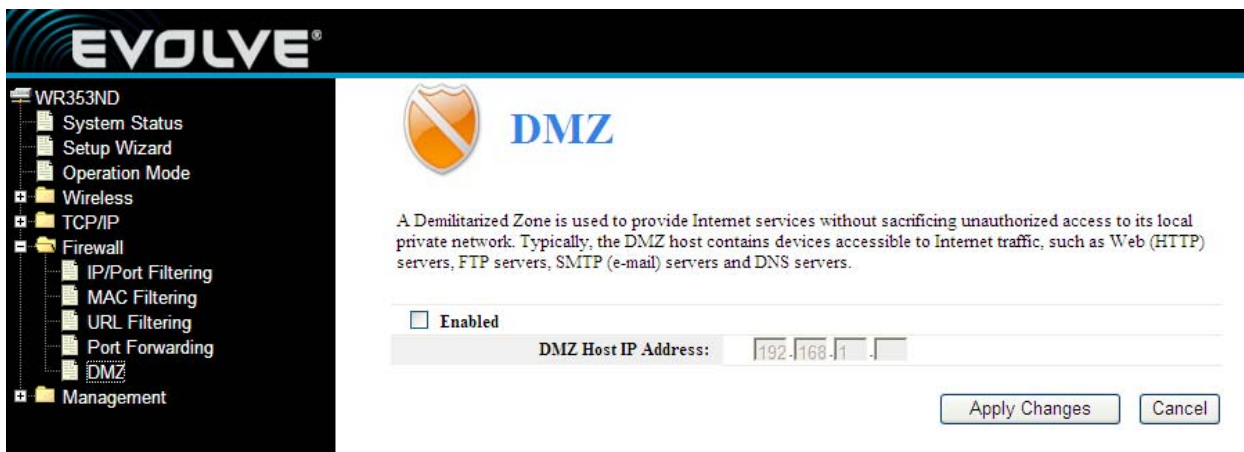 EVOLVE®
WR353ND
System Status
Setup Wizard
Operation Mode
Wireless
TCP/IP
Firewall
IP/Port Filtering
MAC Filtering
URL Filtering
Port Forwarding
DMZ
Management
DMZ
A Demilitarized Zone is used to provide Internet services without sacrificing unauthorized access to its local
private network. Typically, the DMZ host contains devices accessible to Internet traffic, such as Web (HTTP)
servers, FTP servers, SMTP (e-mail) servers and DNS servers.
Enabled
DMZ Host IP Address: 192.168.1.
Apply Changes Cancel